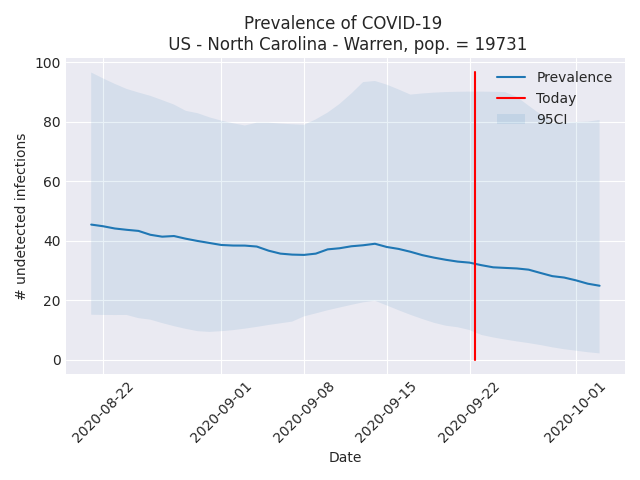 Prevalence of COVID-19
US - North Carolina - Warren, pop. = 19731
100
80
60
40
20
0
# undetected infections
Prevalence
Today
95CI
2020-08-22
2020-09-01
2020-09-08
2020-09-15
2020-09-22
2020-10-01
Date